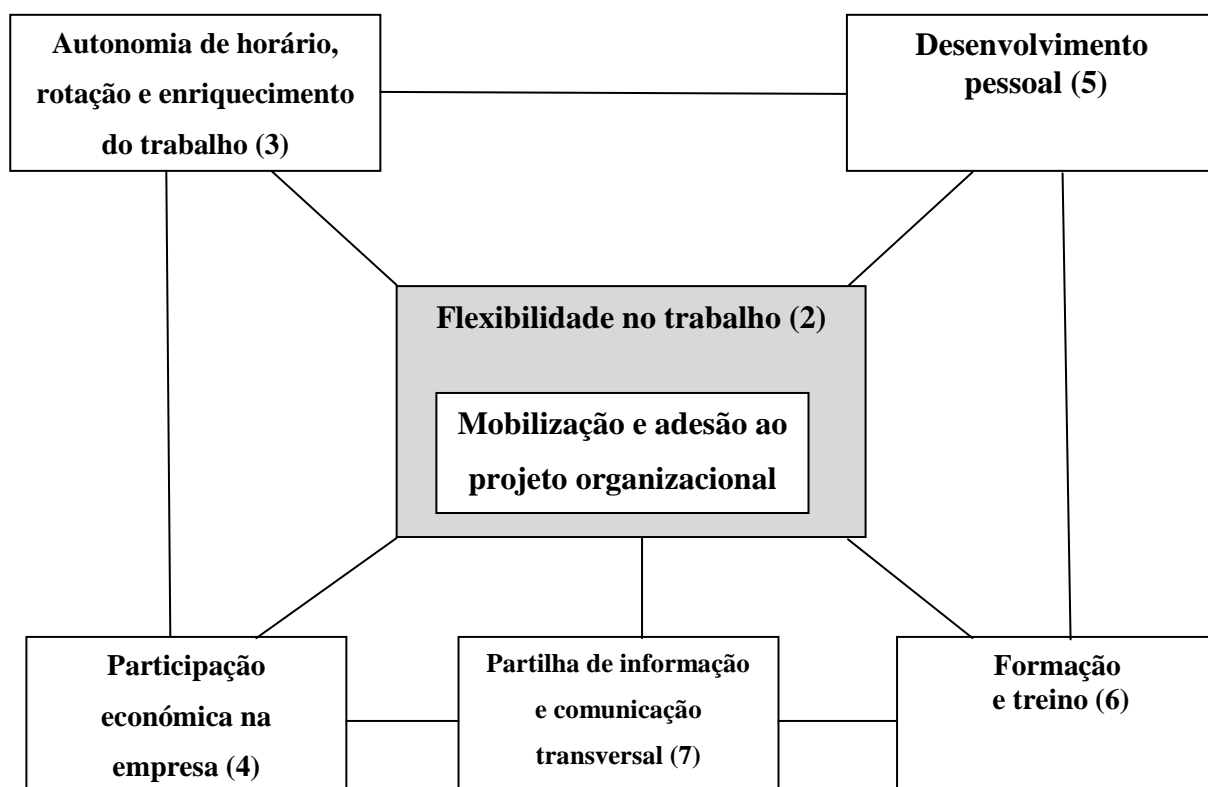 Autonomia de horário,
rotação e enriquecimento
do trabalho (3)
Desenvolvimento
pessoal (5)
Flexibilidade no trabalho (2)
Mobilização e adesão ao
projeto organizacional
Participação
económica na
empresa (4)
Partilha de informação
e comunicação
transversal (7)
Formação
e treino (6)